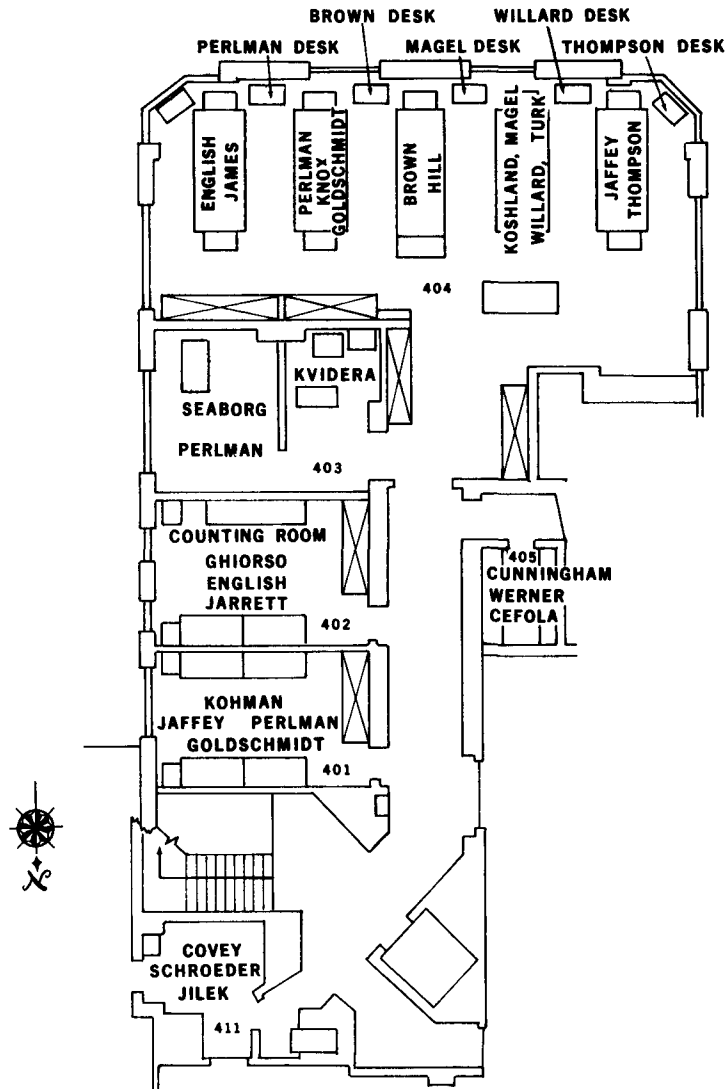 BROWN DESK
WILLARD DESK
PERLMAN DESK
MAGEL DESK
THOMPSON DESK
ENGLISH
JAMES
PERLMAN
KNOX
GOLDSCHMIDT
BROWN
HILL
KOSHLAND, MAGEL
WILLARD, TURK
JAFFEY
THOMPSON
404
KVIDERA
SEABORG
PERLMAN
403
COUNTING ROOM
GHIORSO
ENGLISH
JARRETT
402
405
CUNNINGHAM
WERNER
CEFOLA
KOHMAN
JAFFEY PERLMAN
GOLDSCHMIDT
401
N
COVEY
SCHROEDER
JILEK
411